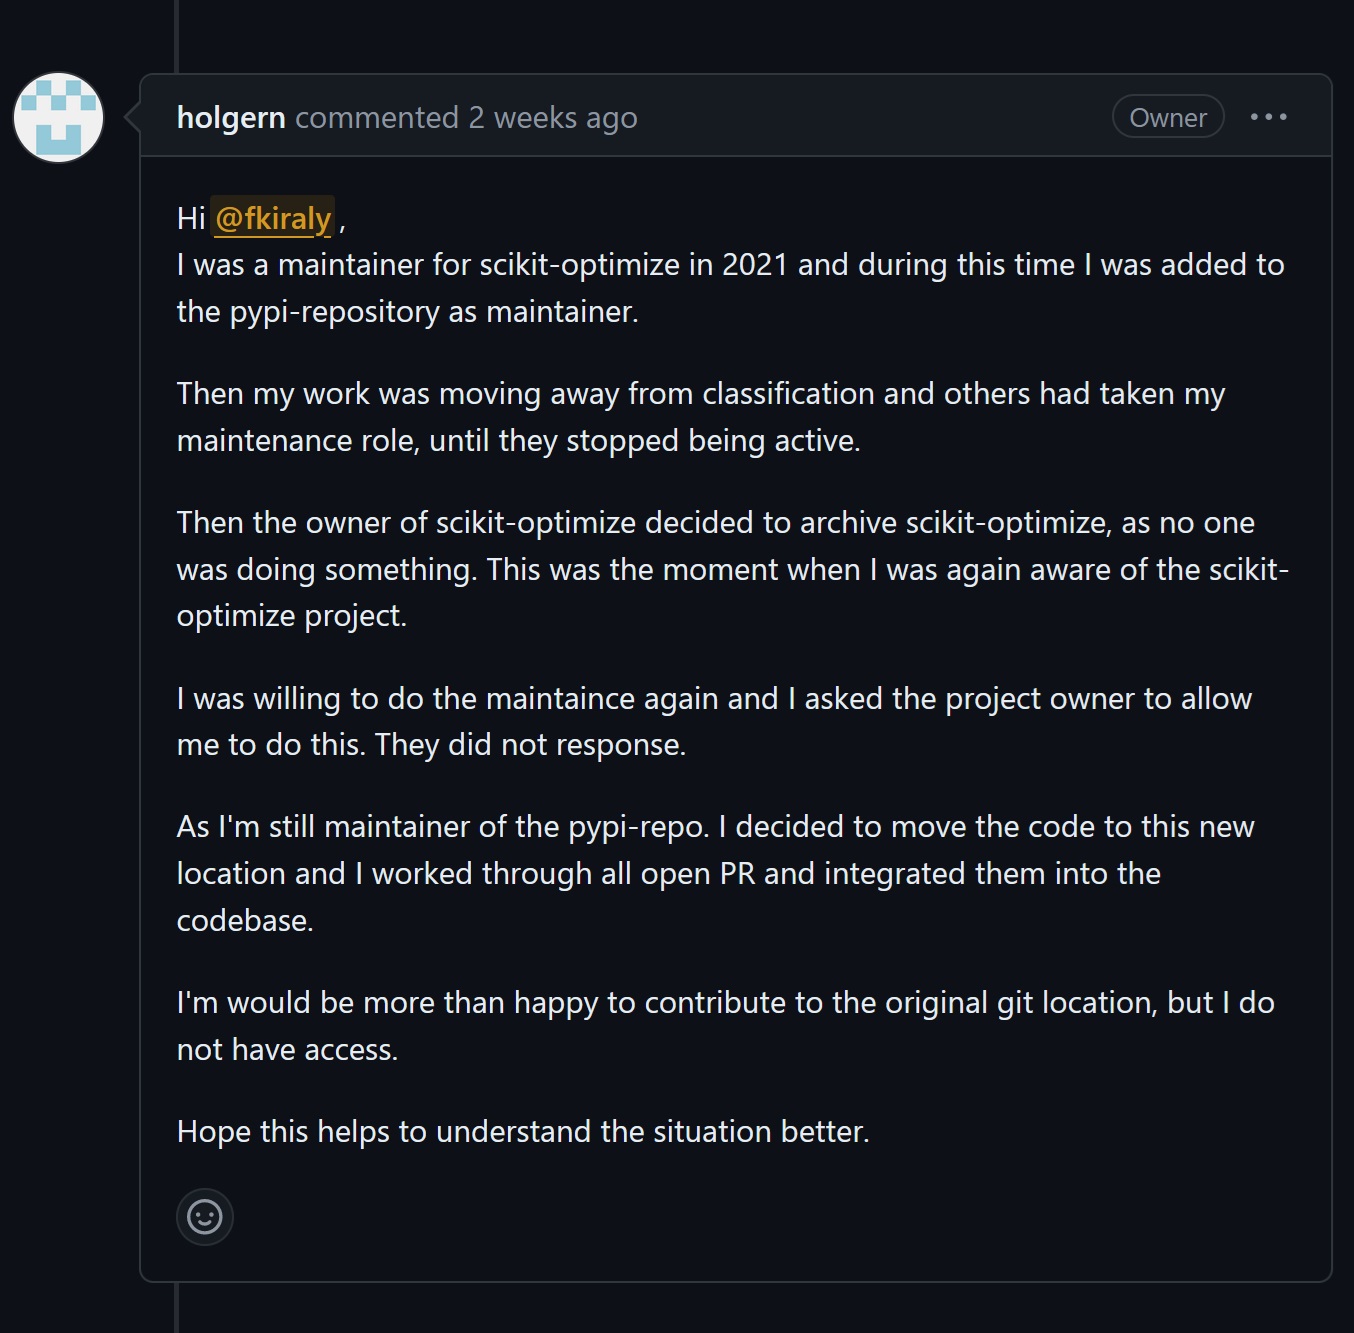 holgern commented 2 weeks ago
Owner
Hi @fkiraly ,
I was a maintainer for scikit-optimize in 2021 and during this time I was added to
the pypi-repository as maintainer.
Then my work was moving away from classification and others had taken my
maintenance role, until they stopped being active.
Then the owner of scikit-optimize decided to archive scikit-optimize, as no one
was doing something. This was the moment when I was again aware of the scikit-
optimize project.
I was willing to do the maintaince again and I asked the project owner to allow
me to do this. They did not response.
As I'm still maintainer of the pypi-repo. I decided to move the code to this new
location and I worked through all open PR and integrated them into the
codebase.
I'm would be more than happy to contribute to the original git location, but I do
not have access.
Hope this helps to understand the situation better.